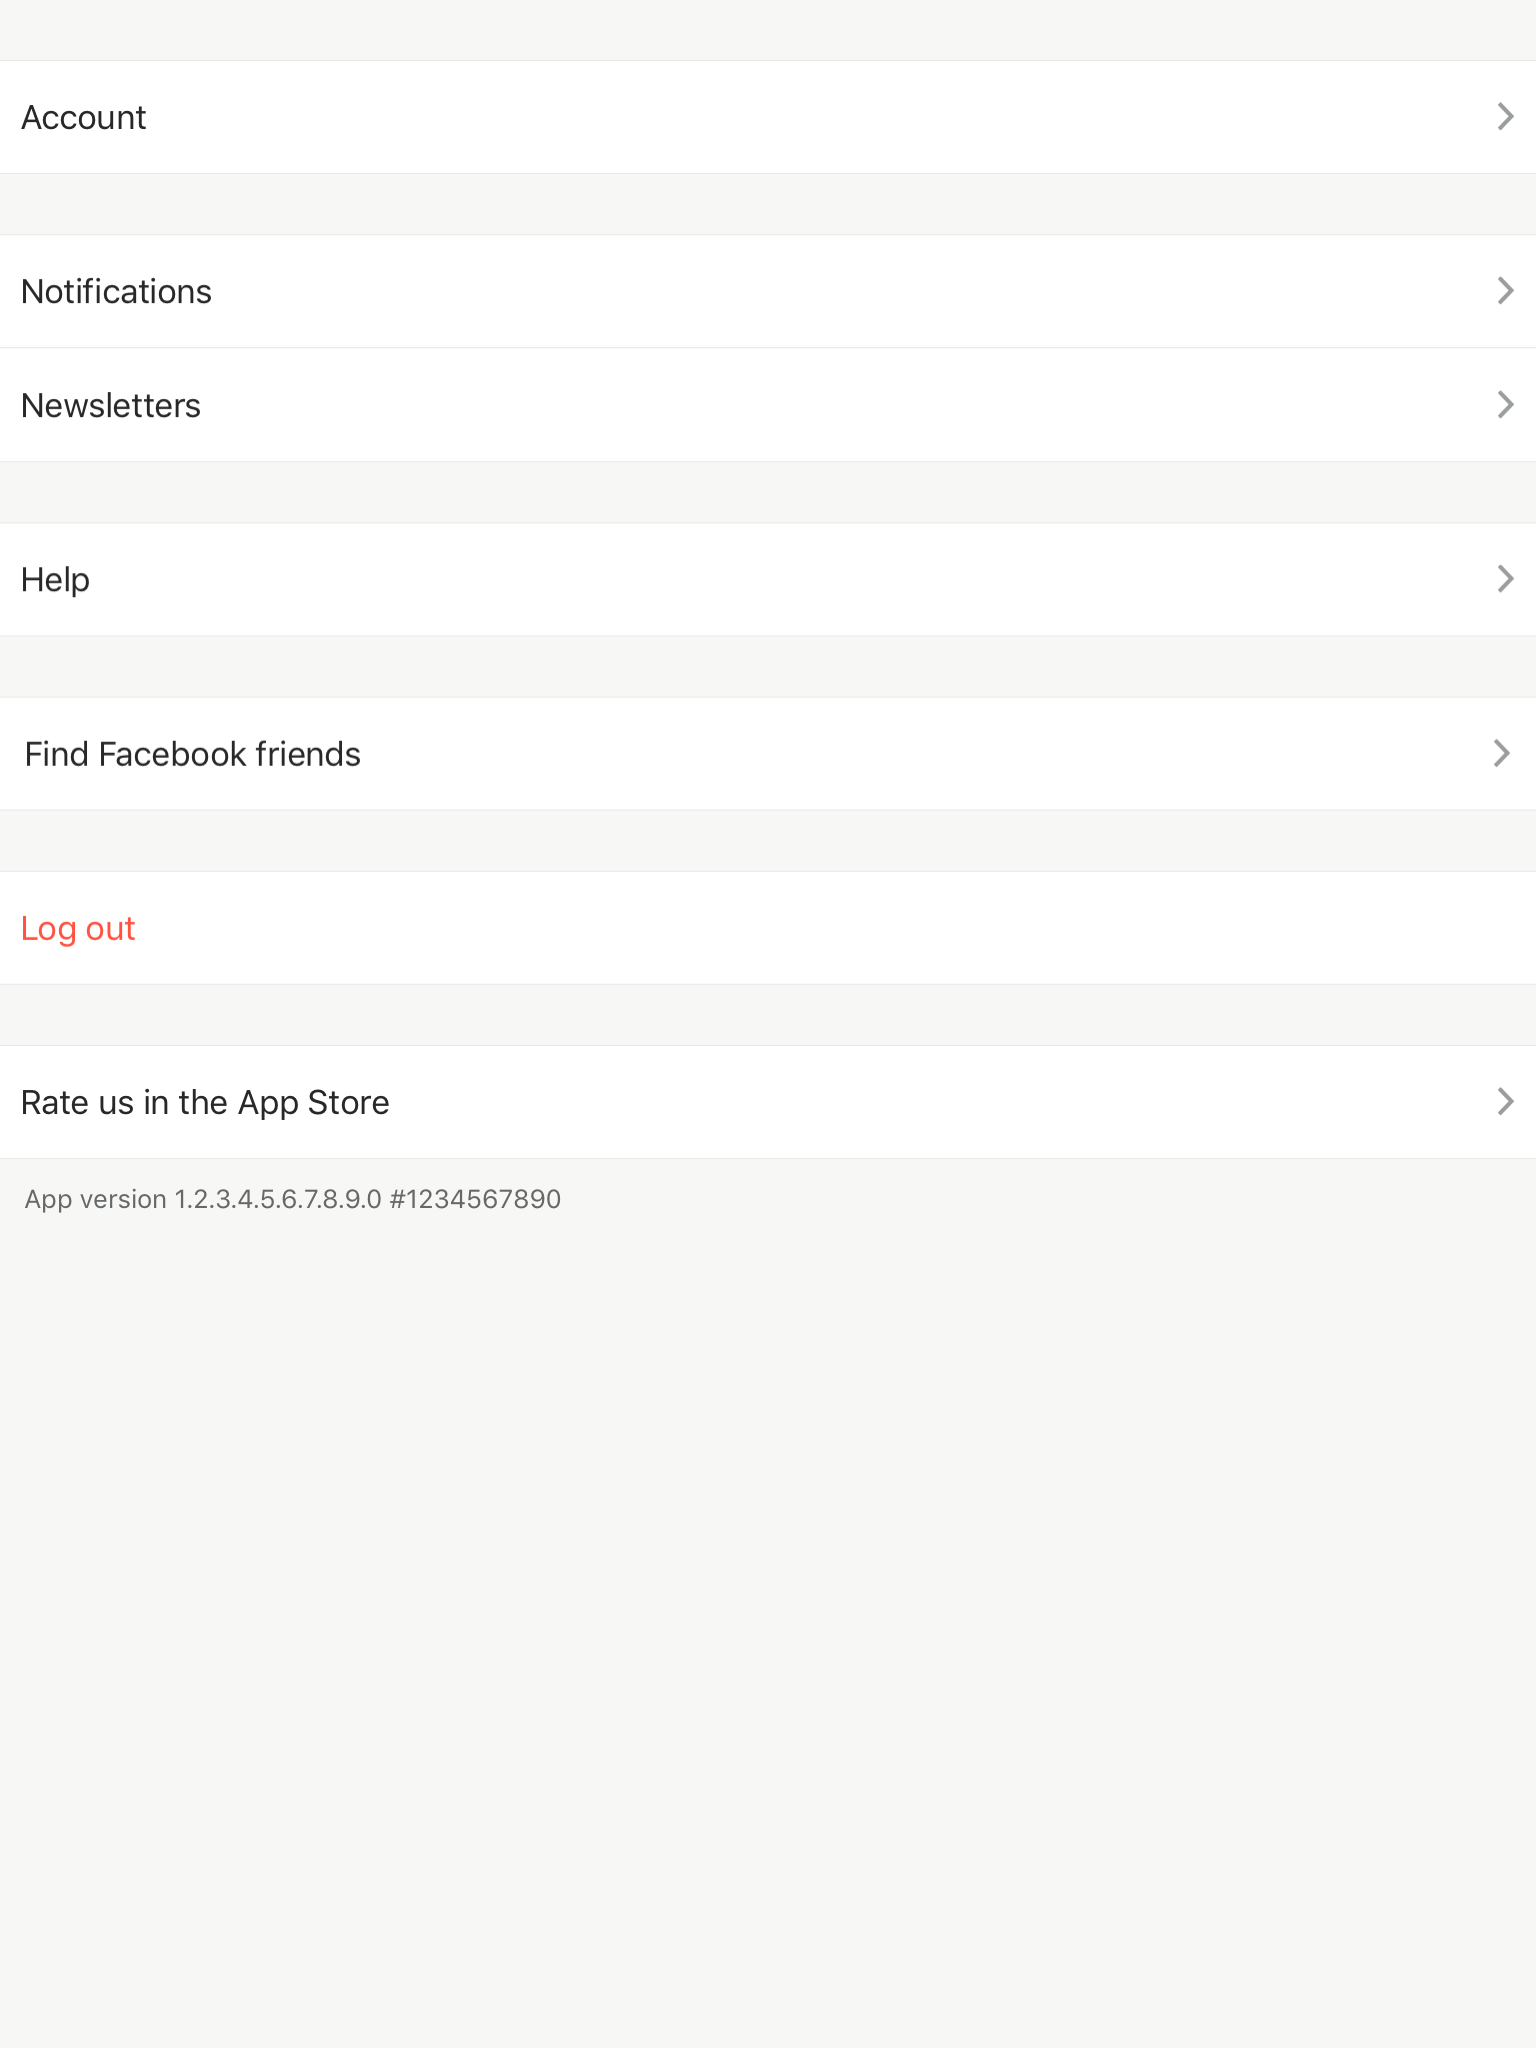 Account
Notifications
Newsletters
Help
Find Facebook friends
Log out
Rate us in the App Store
App version 1.2.3.4.5.6.7.8.9.0 #1234567890